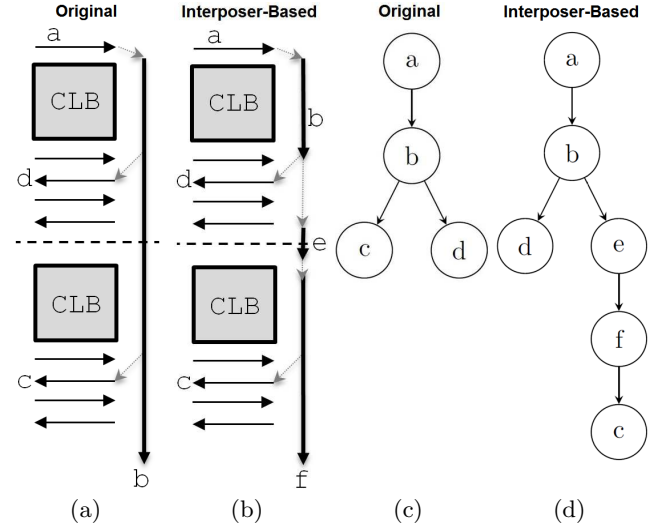 Original Interposer-Based Original Interposer-Based
a
CLB
d
CLB
c
b
a
CLB
b
d
e
CLB
c
f
a
b
c
d
a
b
d
e
f
c
(a) (b) (c) (d)